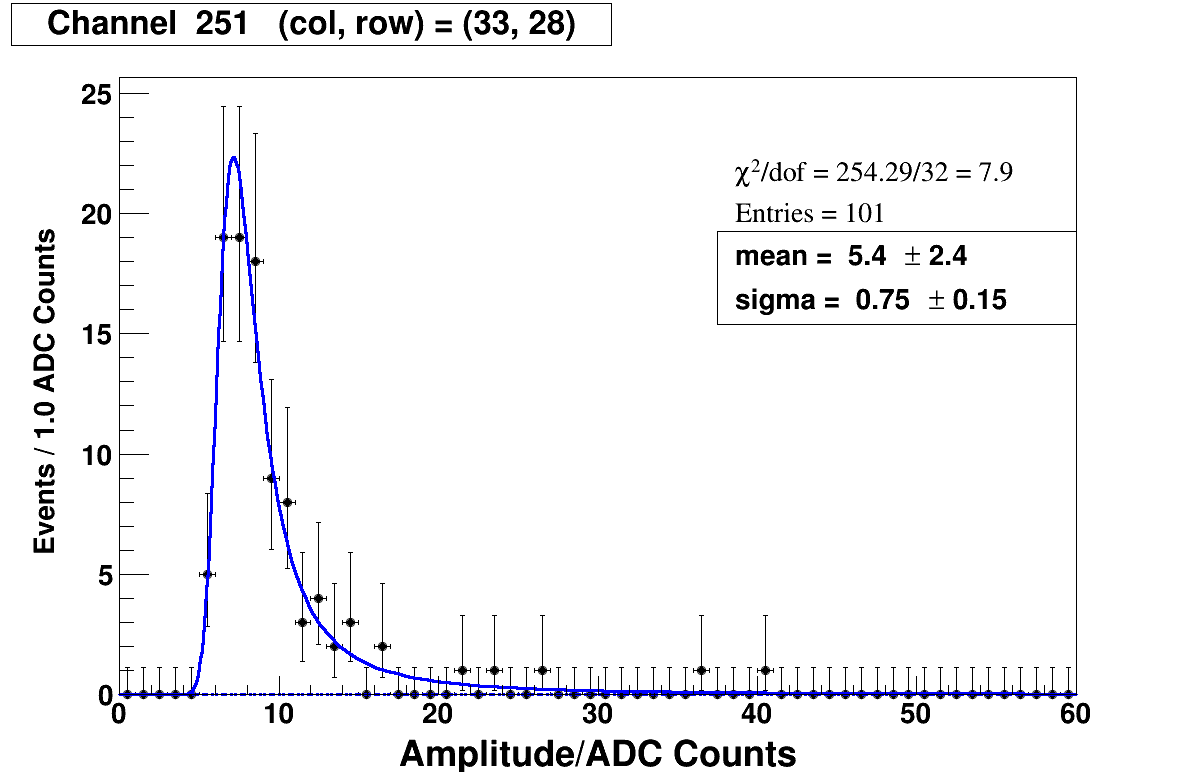 Channel 251 (col, row) = (33, 28)
25
20
15
10
5
0
Events / 1.0 ADC Counts
χ²/dof = 254.29/32 = 7.9
Entries = 101
mean = 5.4 ± 2.4
sigma = 0.75 ± 0.15
0 10 20 30 40 50 60
Amplitude/ADC Counts